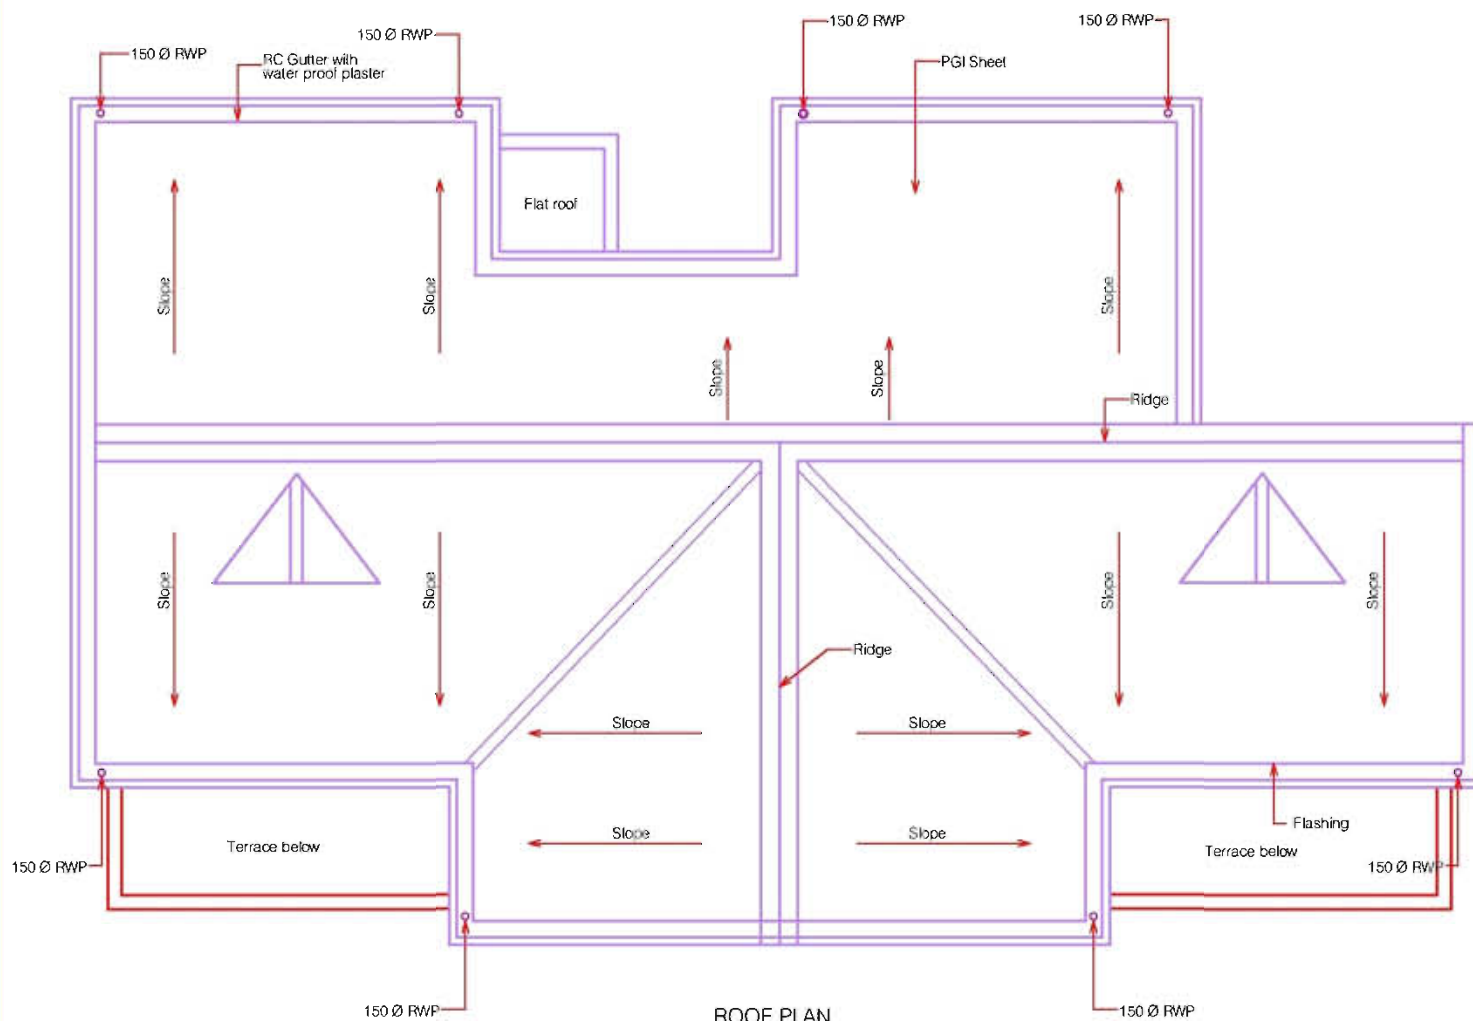 150 Ø RWP
150 Ø RWP
150 Ø RWP
150 Ø RWP
RC Gutter with
water proof plaster
PGI Sheet
Flat roof
Slope
Slope
Slope
Slope
Slope
Ridge
Slope
Slope
Slope
Slope
Ridge
Slope
Slope
Slope
Slope
Flashing
Terrace below
Terrace below
150 Ø RWP
150 Ø RWP
150 Ø RWP
150 Ø RWP
ROOF PLAN